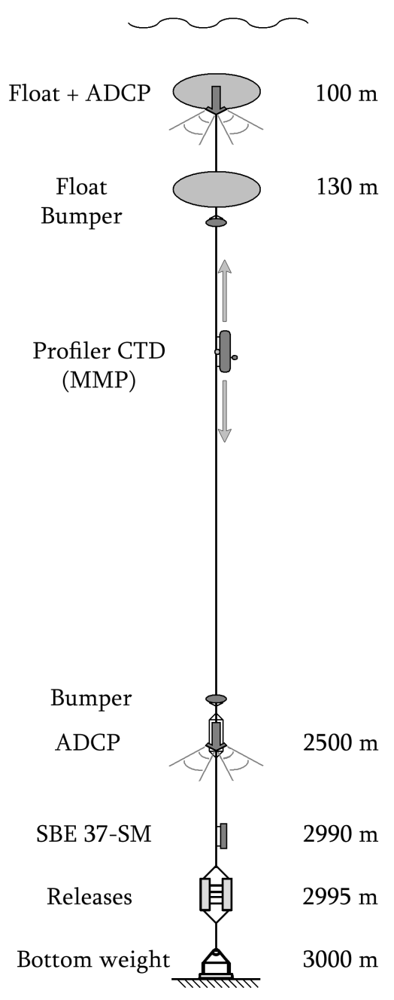 Float + ADCP 100 m
Float 130 m
Bumper
Profiler CTD
(MMP)
Bumper
ADCP 2500 m
SBE 37-SM 2990 m
Releases 2995 m
Bottom weight 3000 m